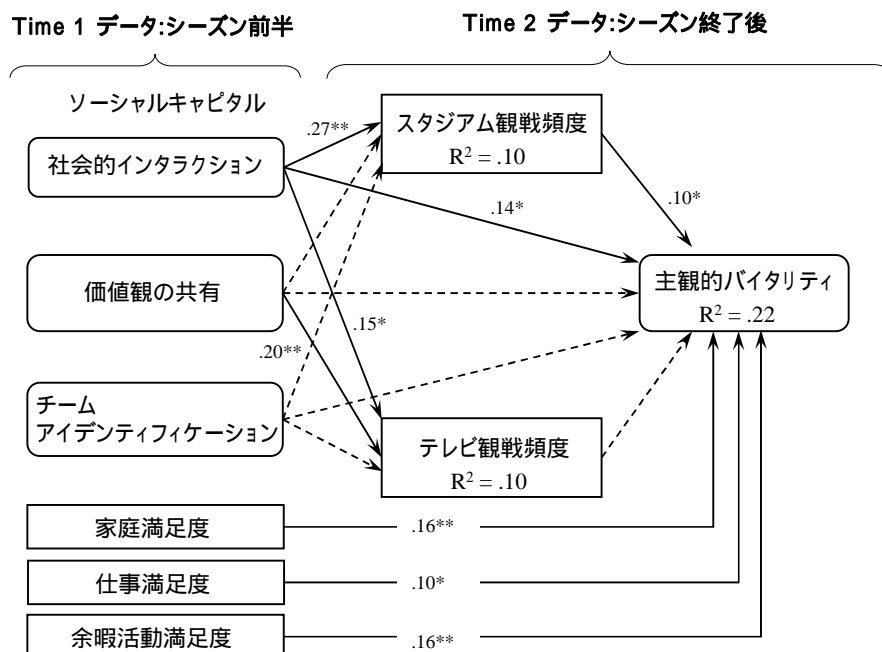 Time 1 データ:シーズン前半
Time 2 データ:シーズン終了後
ソーシャルキャピタル
社会的インタラクション
価値観の共有
チーム
アイデンティフィケーション
家庭満足度
仕事満足度
余暇活動満足度
.27**
.14*
.15*
.20**
スタジアム観戦頻度
R² = .10
テレビ観戦頻度
R² = .10
.10*
主観的バイタリティ
R² = .22
.16**
.10*
.16**